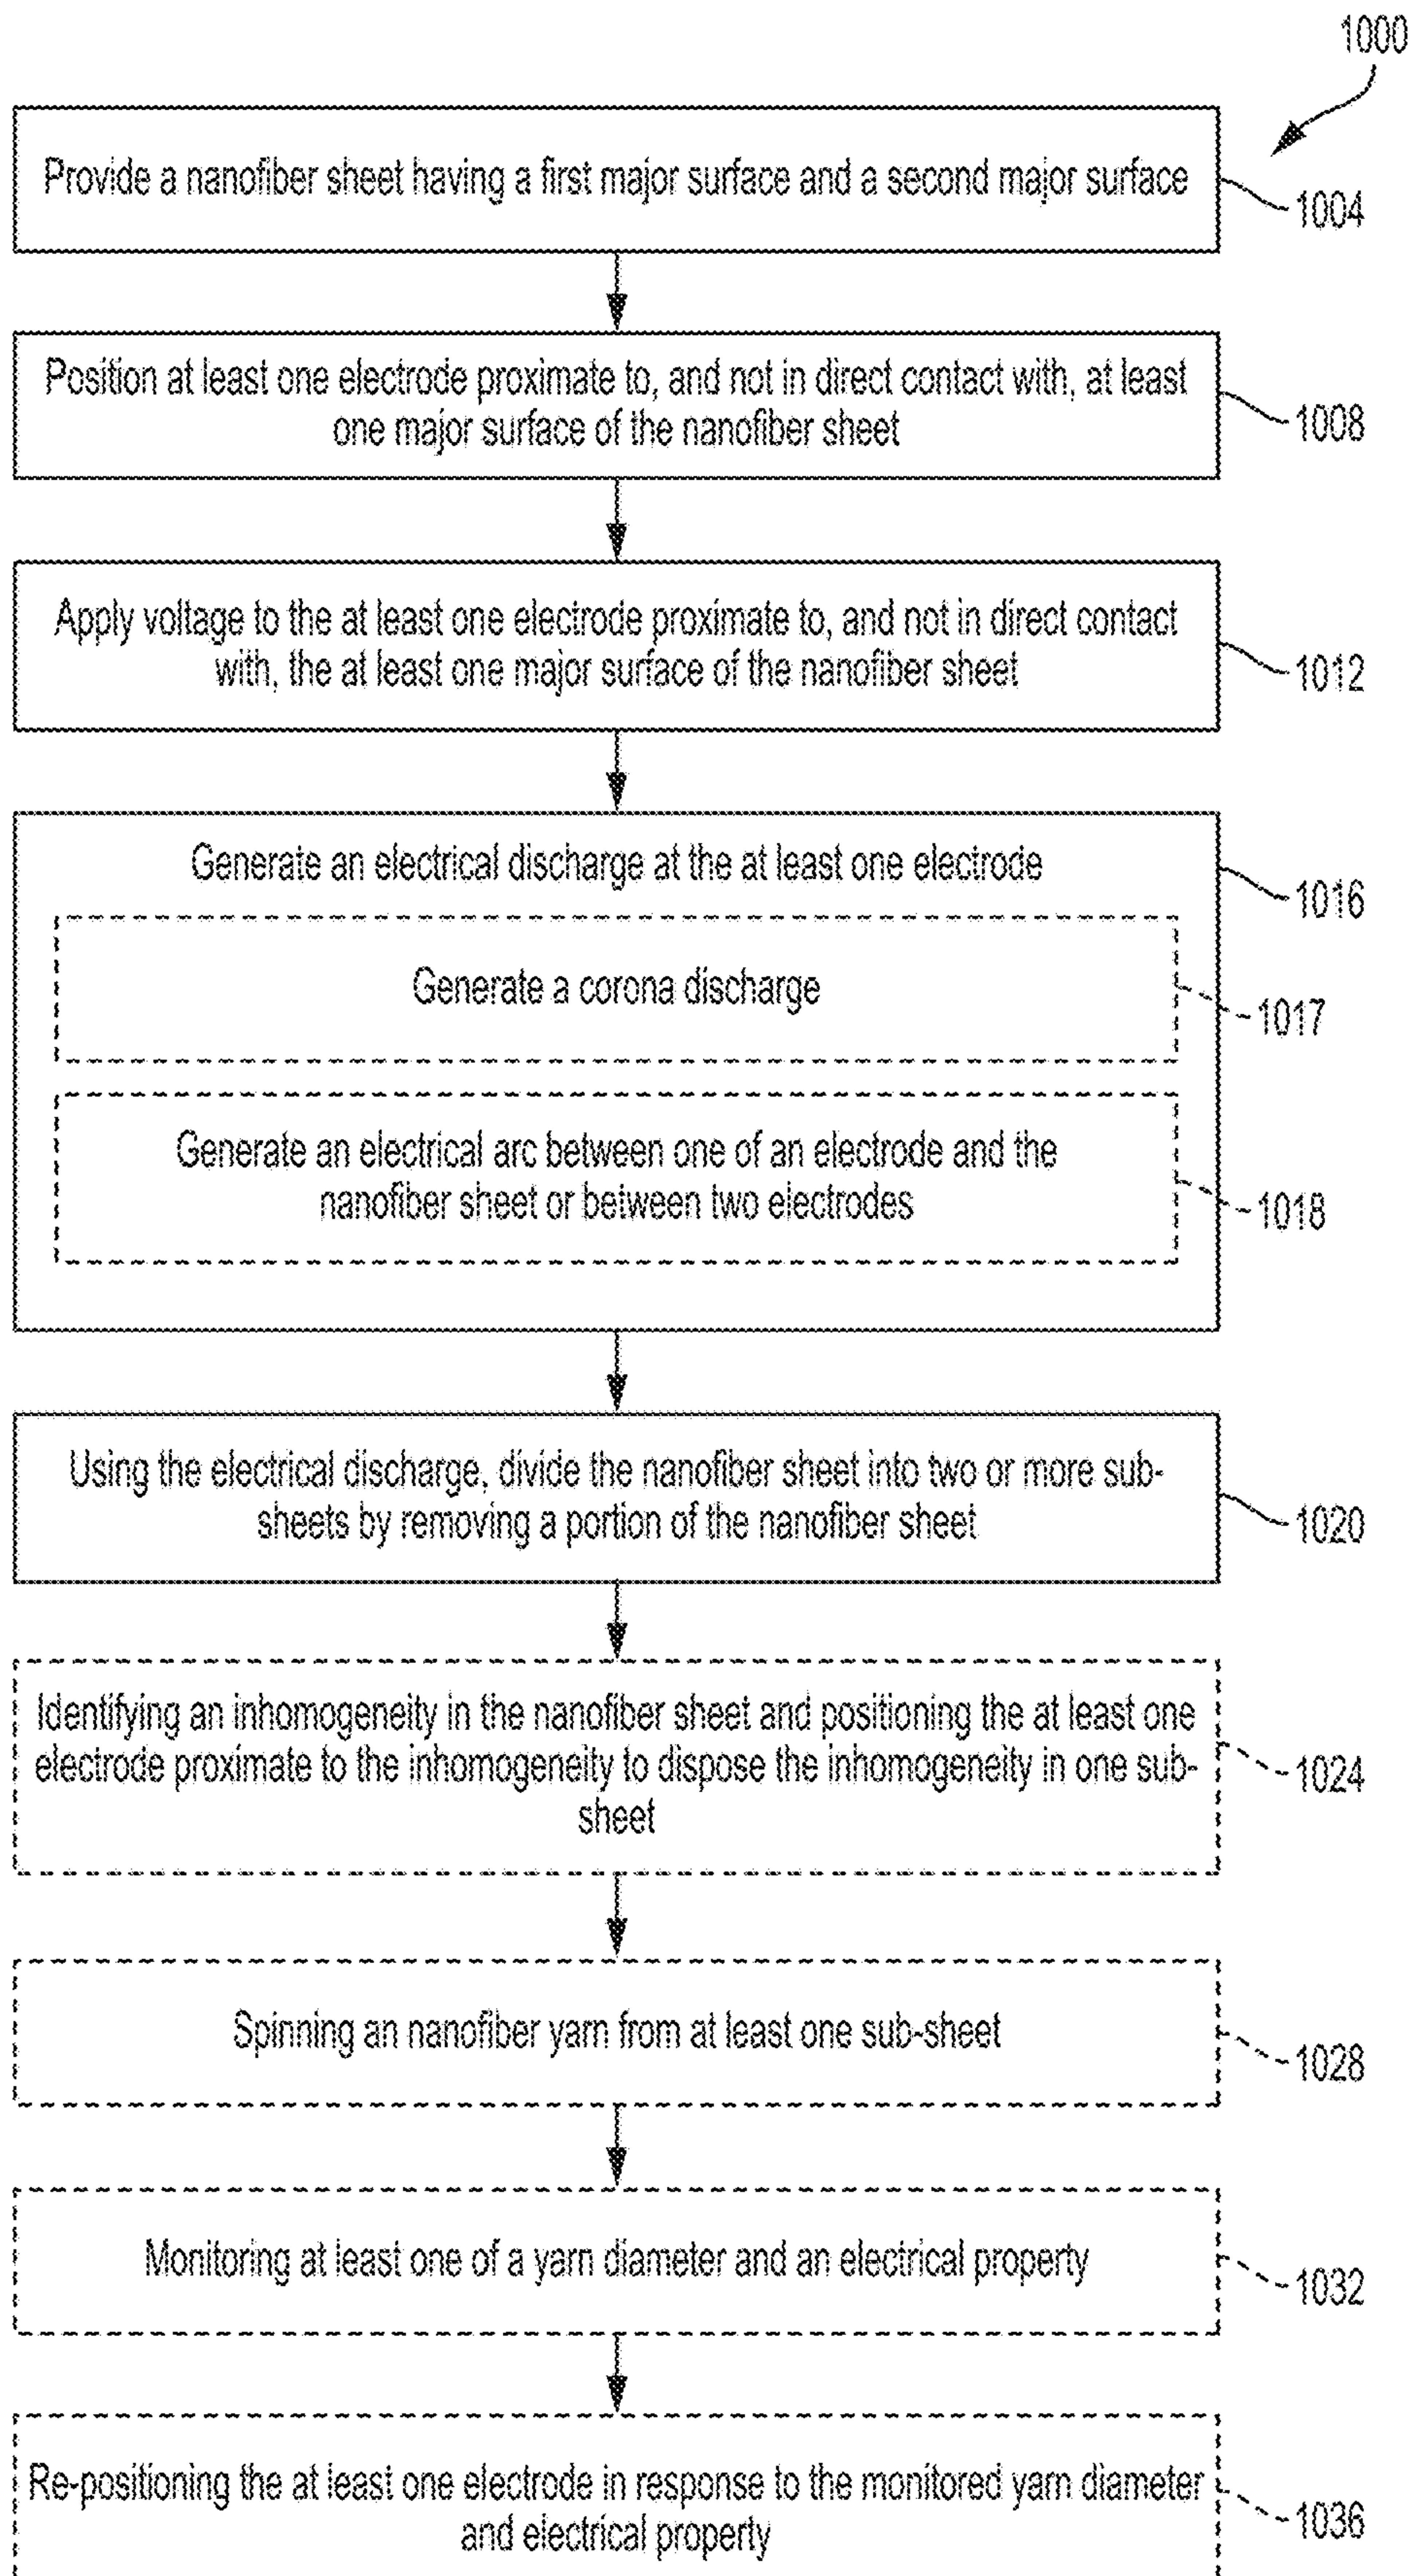 1000
Provide a nanofiber sheet having a first major surface and a second major surface
1004
Position at least one electrode proximate to, and not in direct contact with, at least
one major surface of the nanofiber sheet
1008
Apply voltage to the at least one electrode proximate to, and not in direct contact
with, the at least one major surface of the nanofiber sheet
1012
Generate an electrical discharge at the at least one electrode
1016
Generate a corona discharge
1017
Generate an electrical arc between one of an electrode and the
nanofiber sheet or between two electrodes
1018
Using the electrical discharge, divide the nanofiber sheet into two or more sub-
sheets by removing a portion of the nanofiber sheet
1020
Identifying an inhomogeneity in the nanofiber sheet and positioning the at least one
electrode proximate to the inhomogeneity to dispose the inhomogeneity in one sub-
sheet
1024
Spinning an nanofiber yarn from at least one sub-sheet
1028
Monitoring at least one of a yarn diameter and an electrical property
1032
Re-positioning the at least one electrode in response to the monitored yarn diameter
and electrical property
1036